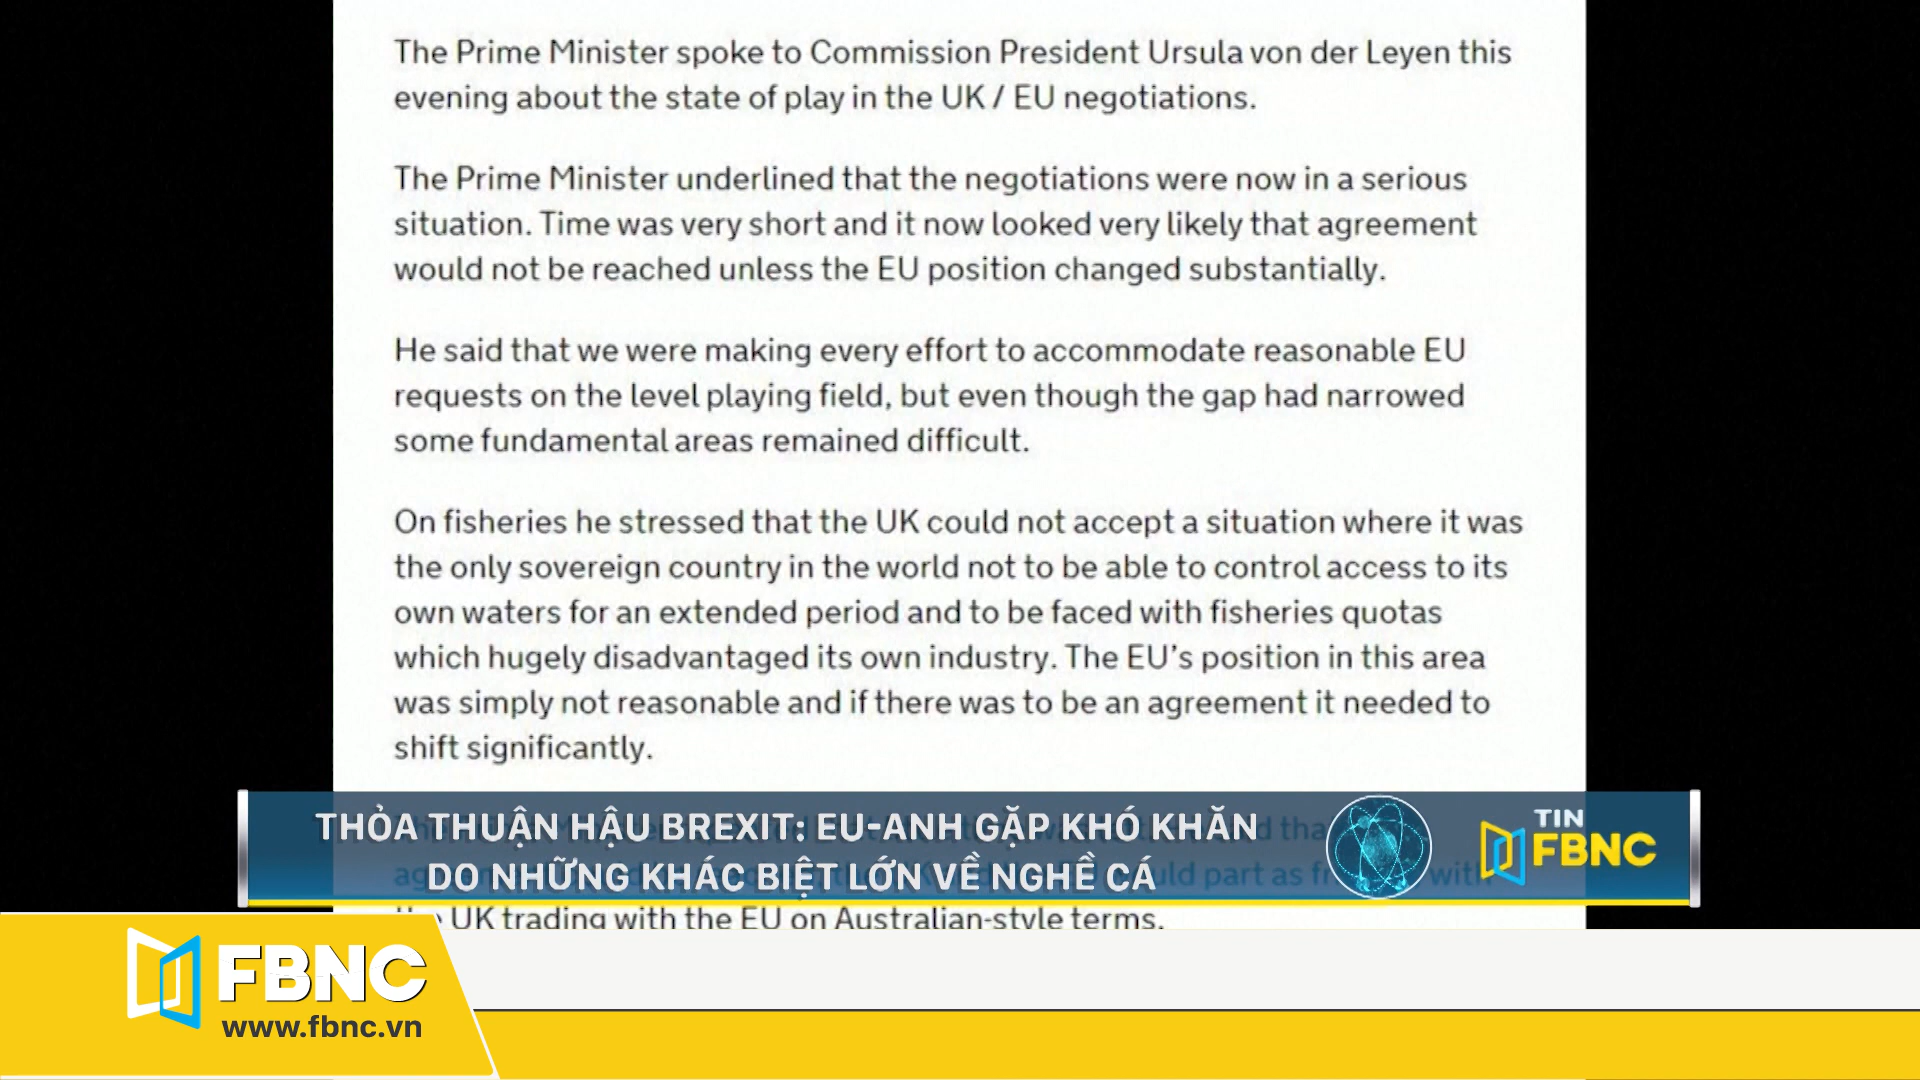 The Prime Minister spoke to Commission President Ursula von der Leyen this
evening about the state of play in the UK / EU negotiations.
The Prime Minister underlined that the negotiations were now in a serious
situation. Time was very short and it now looked very likely that agreement
would not be reached unless the EU position changed substantially.
He said that we were making every effort to accommodate reasonable EU
requests on the level playing field, but even though the gap had narrowed
some fundamental areas remained difficult.
On fisheries he stressed that the UK could not accept a situation where it was
the only sovereign country in the world not to be able to control access to its
own waters for an extended period and to be faced with fisheries quotas
which hugely disadvantaged its own industry. The EU's position in this area
was simply not reasonable and if there was to be an agreement it needed to
shift significantly.
THỎA THUẬN HẬU BREXIT: EU-ANH GẶP KHÓ KHĂN
DO NHỮNG KHÁC BIỆT LỚN VỀ NGHỀ CÁ
TIN
FBNC
UK trading with the EU on Australian-style terms.
FBNC
www.fbnc.vn